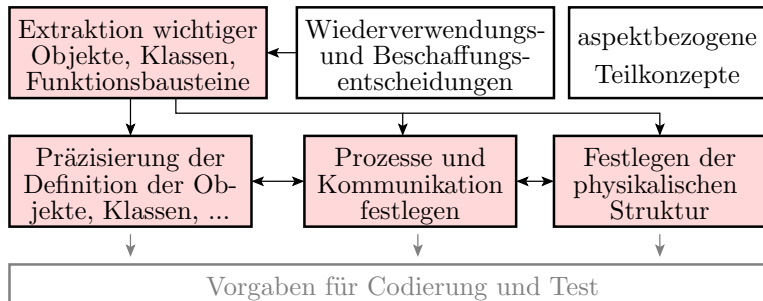 Extraktion wichtiger
Objekte, Klassen,
Funktionsbausteine
Wiederverwendungs-
und Beschaffungs-
entscheidungen
aspektbezogene
Teilkonzepte
Präzisierung der
Definition der Ob-
jekte, Klassen, ...
Prozesse und
Kommunikation
festlegen
Festlegen der
physikalischen
Struktur
Vorgaben für Codierung und Test